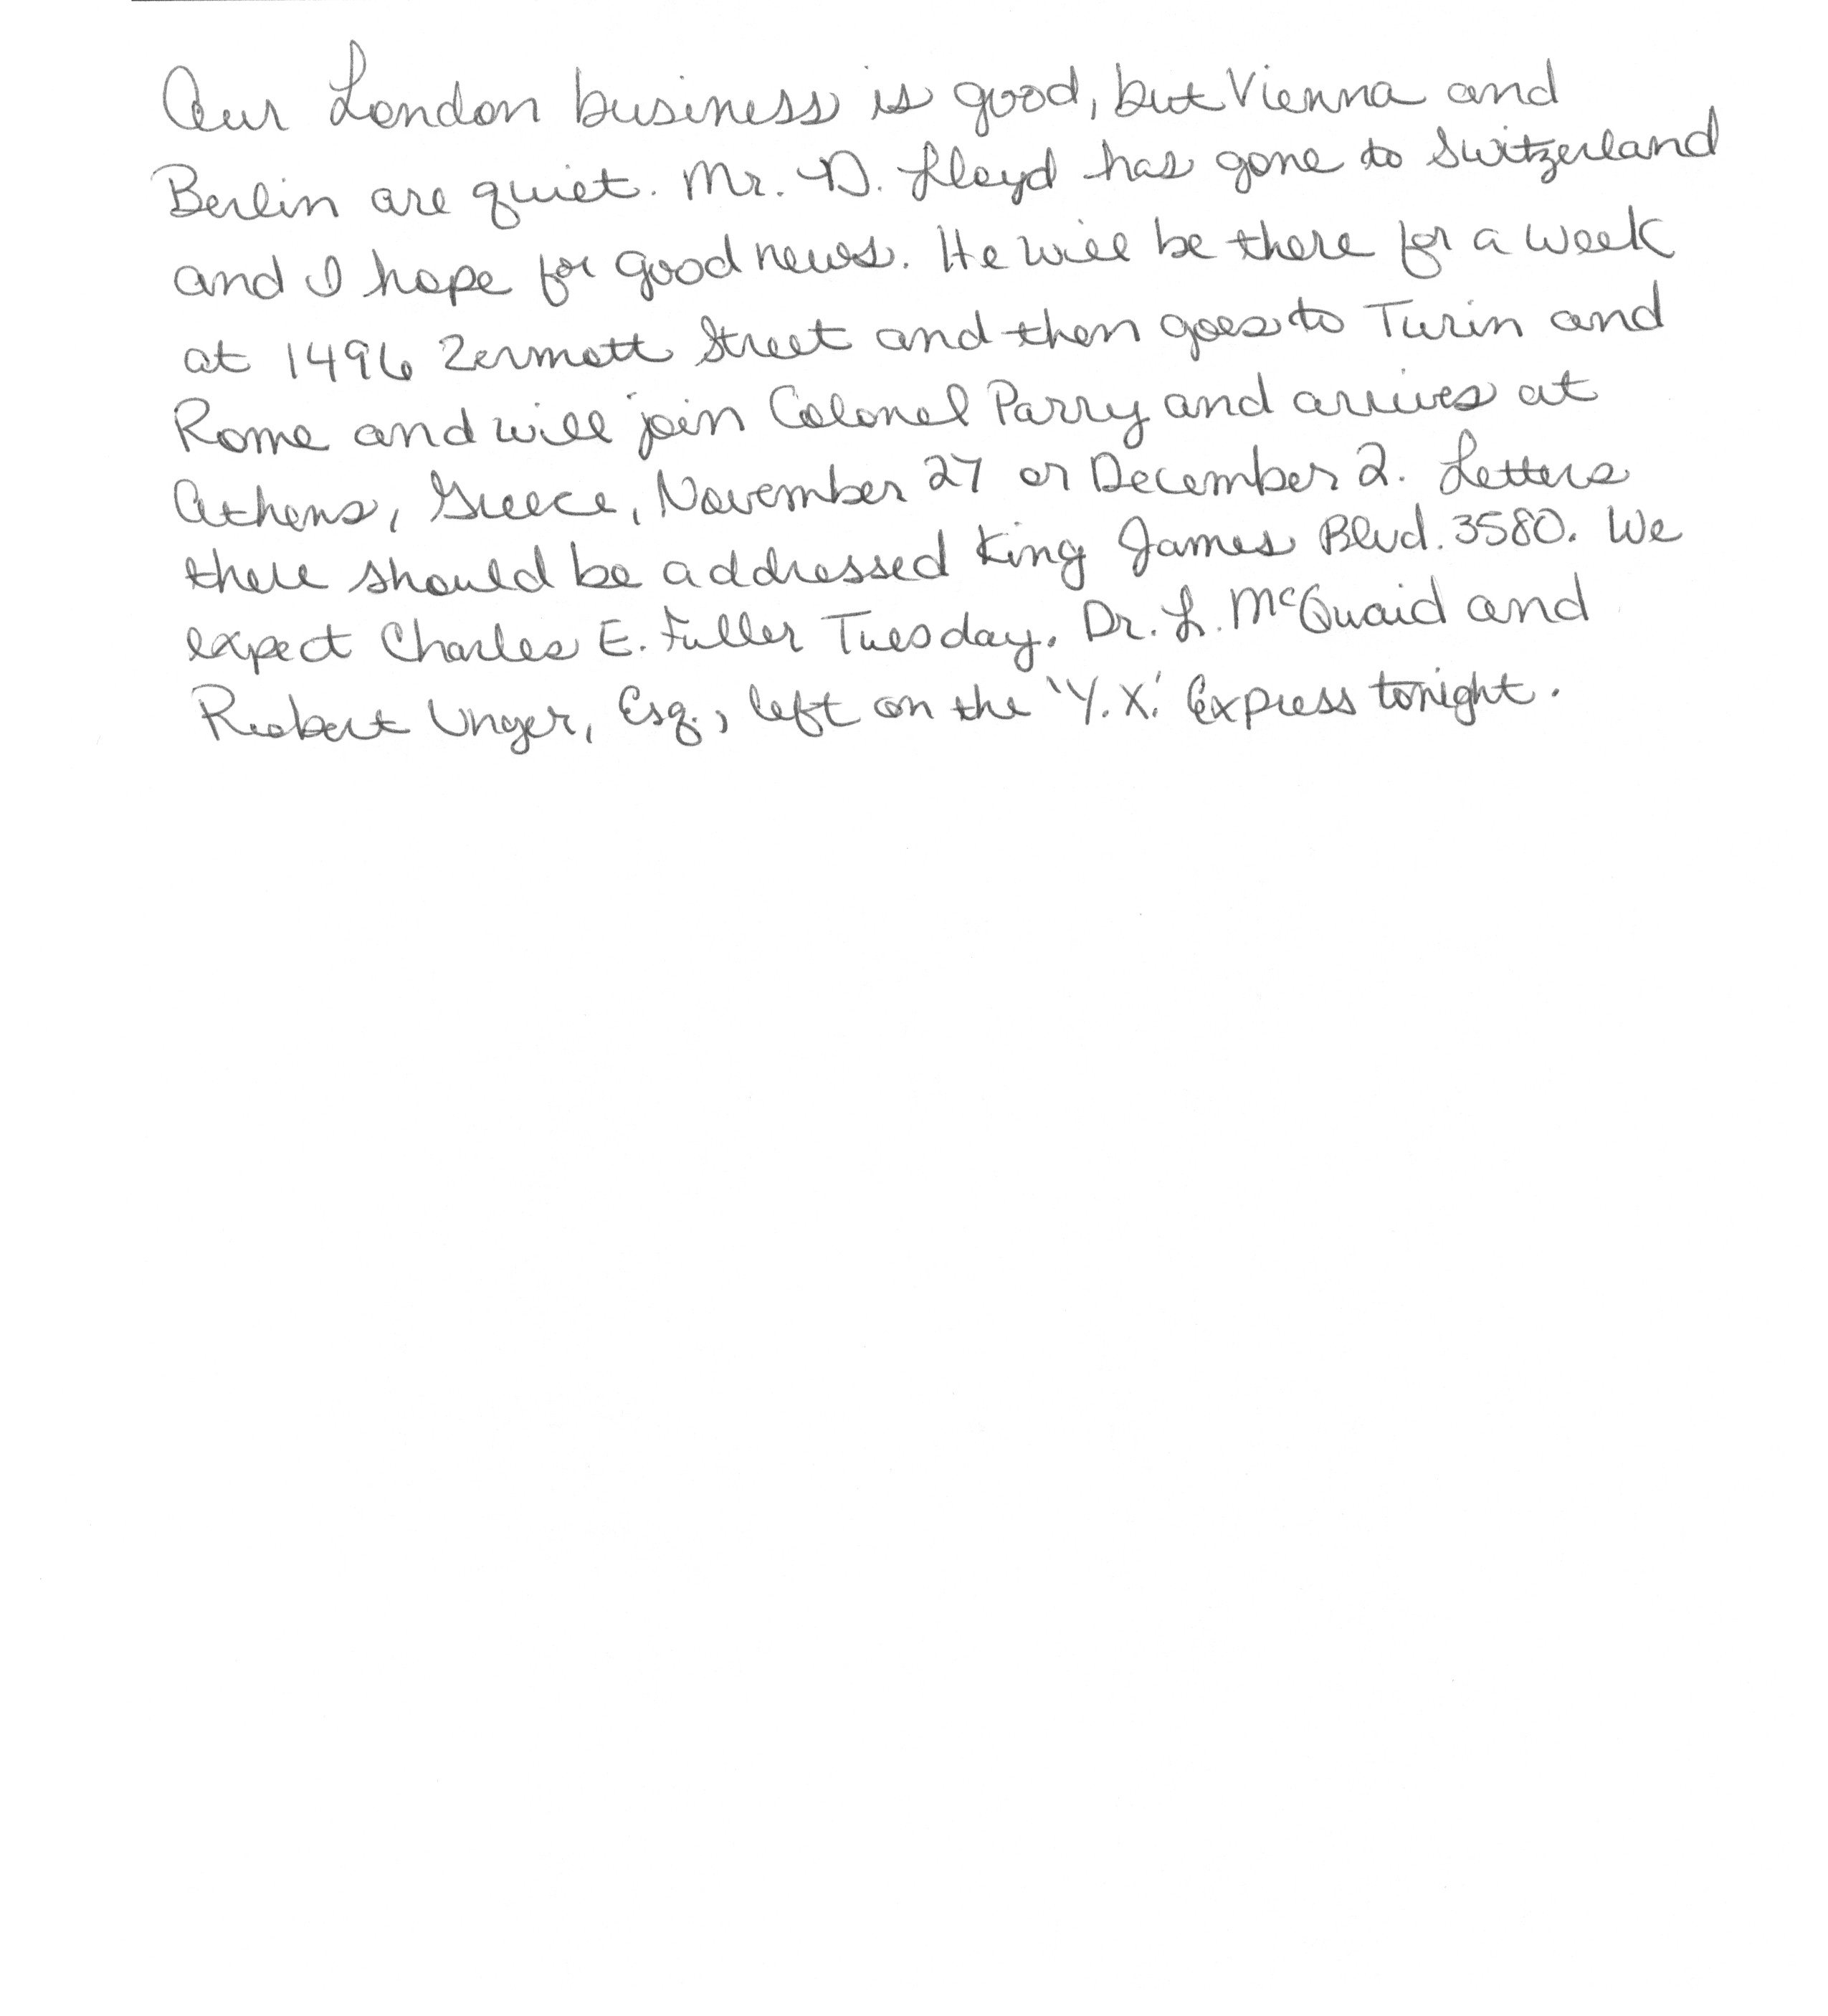 Our London business is good, but Vienna and
Berlin are quiet. Mr. D. Lloyd has gone to Switzerland
and I hope for good news. He will be there for a week
at 1496 Zermott Street and then goes to Turin and
Rome and will join Colonel Parry and arrives at
Athens, Greece, November 27 or December 2. Letters
there should be addressed King James Blvd. 3580. We
expect Charles E. Fuller Tuesday. Dr. L. McQuaid and
Robert Unger, Esq., left on the 'Y.X.' Express tonight.